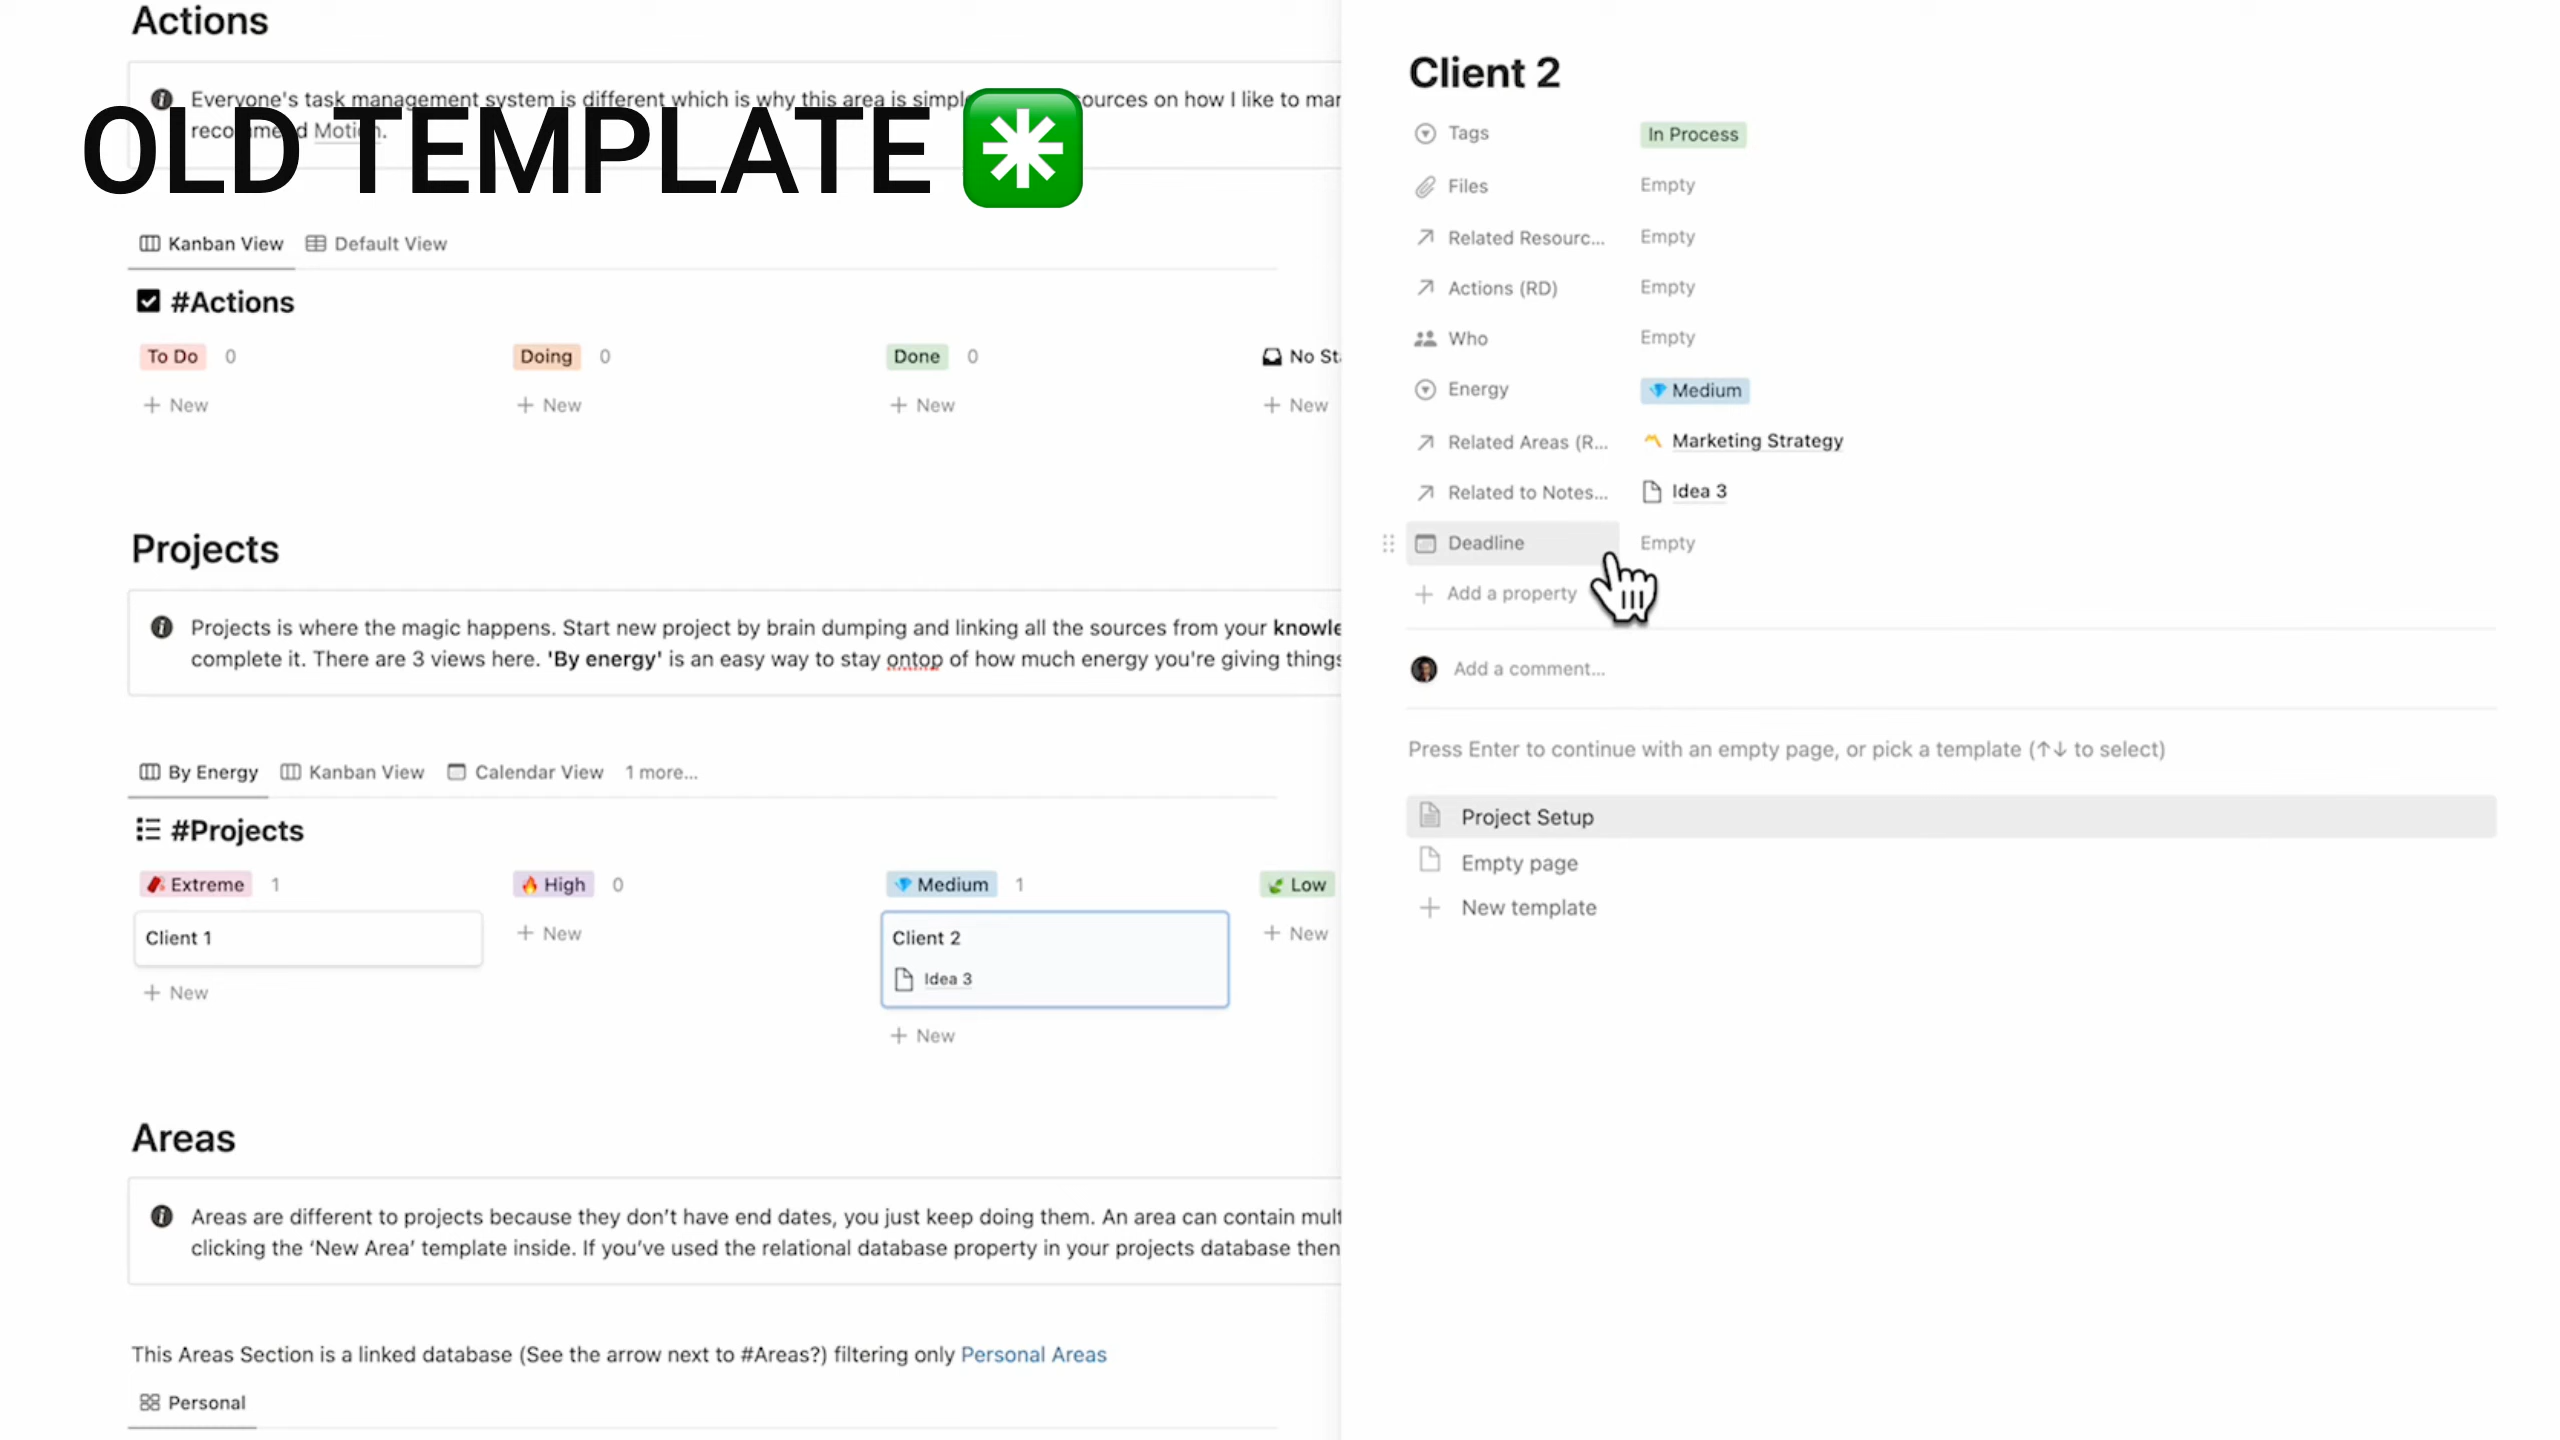 Actions
Everyone's task management system is different which is why this area is simpl ources on how I like to mar
recommend Motion.
OLD TEMPLATE ✳️
Kanban View Default View
#Actions
To Do 0 Doing 0 Done 0 No St
+ New + New + New + New
Projects
Projects is where the magic happens. Start new project by brain dumping and linking all the sources from your knowle
complete it. There are 3 views here. 'By energy' is an easy way to stay ontop of how much energy you're giving things
By Energy Kanban View Calendar View 1 more...
#Projects
Extreme 1 🔥 High 0 💎 Medium 1 Low
Client 1 + New Client 2 + New
Idea 3
+ New
+ New
Areas
Areas are different to projects because they don't have end dates, you just keep doing them. An area can contain mult
clicking the ‘New Area’ template inside. If you've used the relational database property in your projects database then
This Areas Section is a linked database (See the arrow next to #Areas?) filtering only Personal Areas
Personal
Client 2
Tags In Process
Files Empty
Related Resourc... Empty
Actions (RD) Empty
Who Empty
Energy 💎 Medium
Related Areas (R... Marketing Strategy
Related to Notes... Idea 3
Deadline Empty
+ Add a property
Add a comment...
Press Enter to continue with an empty page, or pick a template (↑↓ to select)
Project Setup
Empty page
+ New template